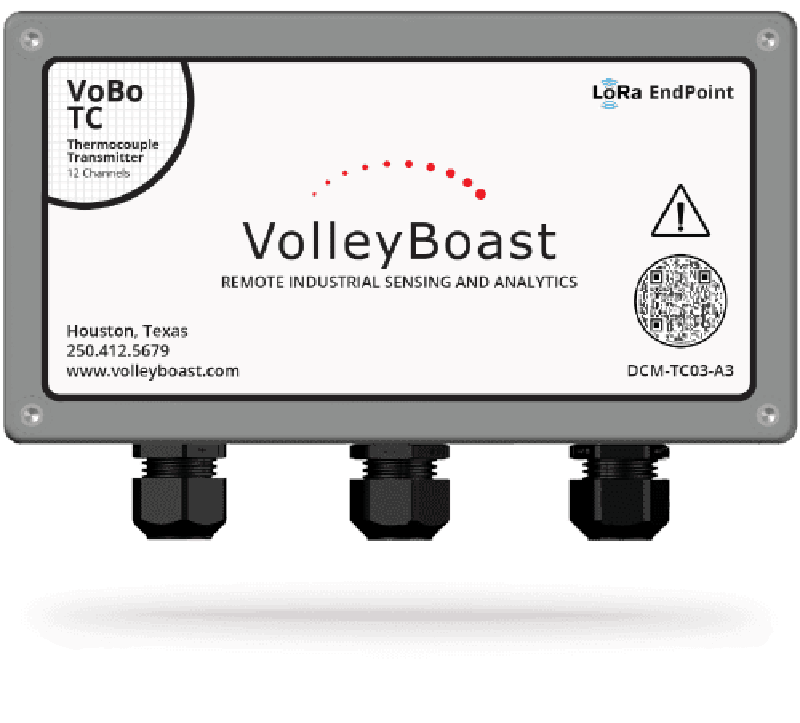 VoBo
TC
Thermocouple
Transmitter
12 Channels
LoRa EndPoint
VolleyBoast
REMOTE INDUSTRIAL SENSING AND ANALYTICS
Houston, Texas
250.412.5679
www.volleyboast.com
DCM-TC03-A3